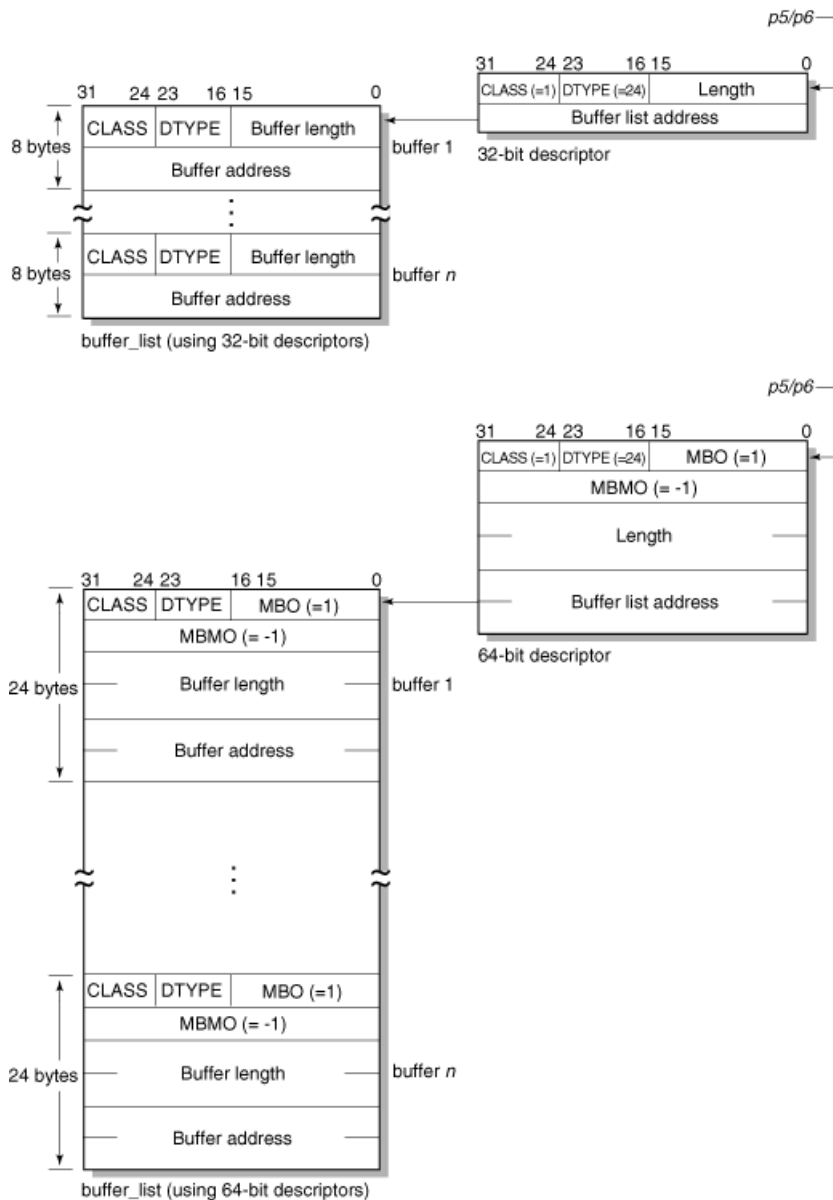 p5/p6
31 24 23 16 15 0
CLASS (=1) DTYPE (=24) Length
Buffer list address
32-bit descriptor
31 24 23 16 15 0
CLASS DTYPE Buffer length
8 bytes
buffer 1
Buffer address
CLASS DTYPE Buffer length
8 bytes
buffer n
Buffer address
buffer_list (using 32-bit descriptors)
p5/p6
31 24 23 16 15 0
CLASS (=1) DTYPE (=24) MBO (=1)
MBMO (= -1)
Length
Buffer list address
64-bit descriptor
31 24 23 16 15 0
CLASS DTYPE MBO (=1)
MBMO (= -1)
24 bytes
Buffer length
buffer 1
Buffer address
CLASS DTYPE MBO (=1)
MBMO (= -1)
24 bytes
Buffer length
buffer n
Buffer address
buffer_list (using 64-bit descriptors)